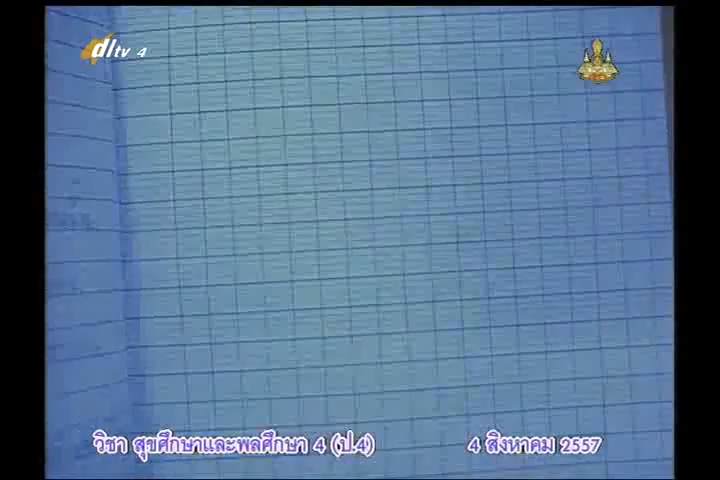 dltv 4
วิชา สุขศึกษาและพลศึกษา 4 (ป.4)
4 สิงหาคม 2557